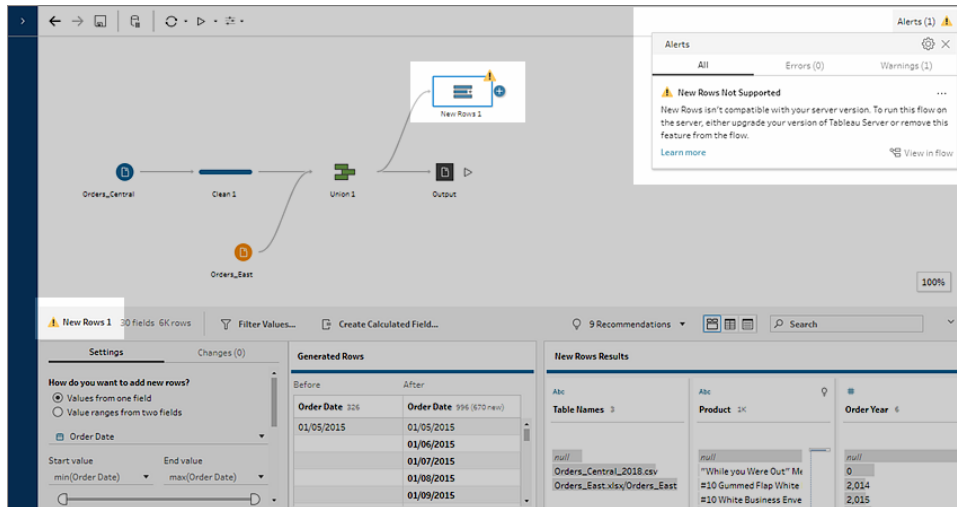 Alerts (1)
Alerts
All
Errors (0)
Warnings (1)
New Rows Not Supported
New Rows isn't compatible with your server version. To run this flow on
the server, either upgrade your version of Tableau Server or remove this
feature from the flow.
Learn more
View in flow
New Rows 1
Orders_Central
Clean 1
Union 1
Output
Orders_East
100%
New Rows 1
30 fields 6K rows
Filter Values...
Create Calculated Field...
9 Recommendations
Search
Settings
Changes (0)
How do you want to add new rows?
Values from one field
Value ranges from two fields
Order Date
Start value
End value
min(Order Date)
max(Order Date)
Generated Rows
Before
After
Order Date 326
Order Date 996 (670 new)
01/05/2015
01/05/2015
01/06/2015
01/07/2015
01/08/2015
01/09/2015
New Rows Results
Abc
Table Names 3
null
Orders_Central_2018.csv
Orders_East.xlsx/Orders_East
Abc
Product 1K
null
"While you Were Out" Me
#10 Gummed Flap White
#10 White Business Enve
#
Order Year 6
null
0
2,014
2,015